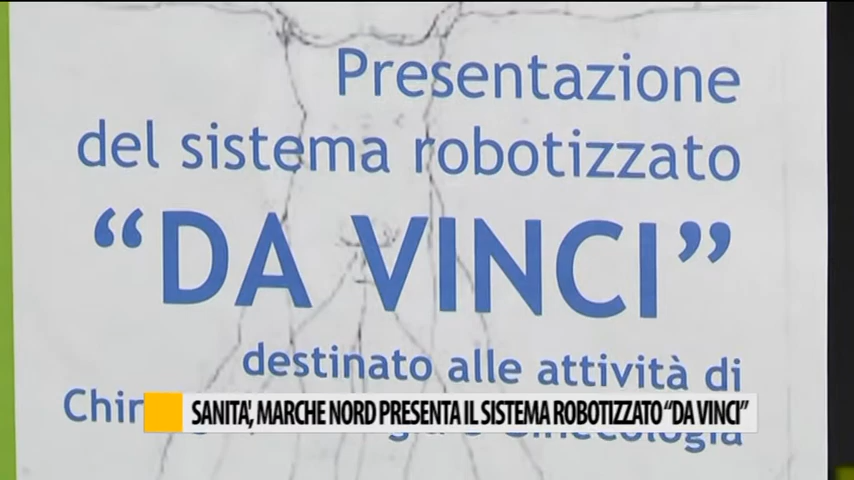 Presentazione
del sistema robotizzato
“DA VINCI”
destinato alle attività di
SANITA', MARCHE NORD PRESENTA IL SISTEMA ROBOTIZZATO “DA VINCI”